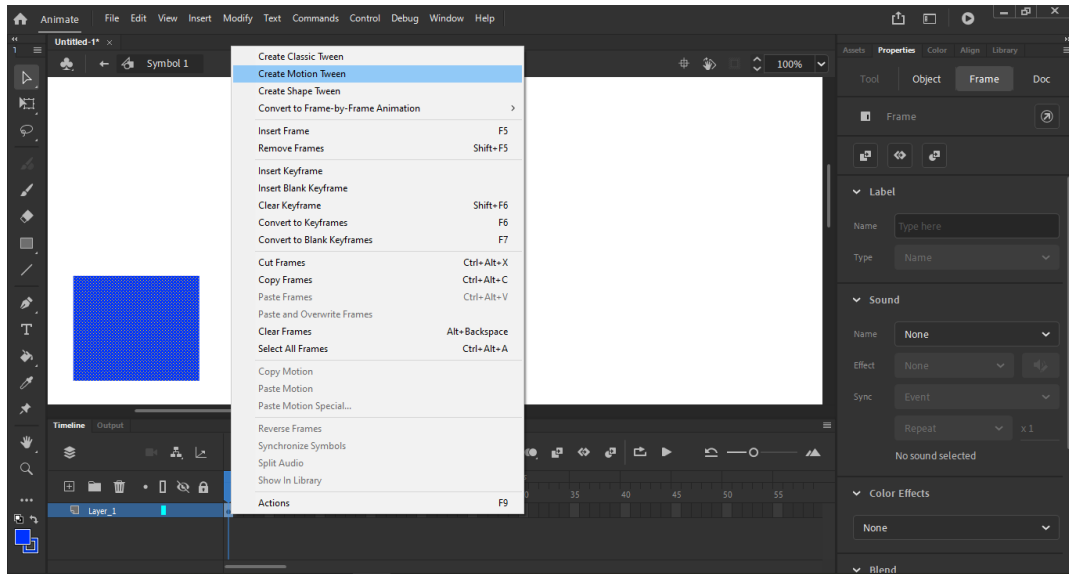 Animate File Edit View Insert Modify Text Commands Control Debug Window Help
Untitled-1* ×
Symbol 1
100%
Create Classic Tween
Create Motion Tween
Create Shape Tween
Convert to Frame-by-Frame Animation
Insert Frame F5
Remove Frames Shift+F5
Insert Keyframe
Insert Blank Keyframe
Clear Keyframe Shift+F6
Convert to Keyframes F6
Convert to Blank Keyframes F7
Cut Frames Ctrl+Alt+X
Copy Frames Ctrl+Alt+C
Paste Frames Ctrl+Alt+V
Paste and Overwrite Frames
Clear Frames Alt+Backspace
Select All Frames Ctrl+Alt+A
Copy Motion
Paste Motion
Paste Motion Special...
Reverse Frames
Synchronize Symbols
Split Audio
Show In Library
Actions F9
Timeline Output
35 40 45 50 55
Layer_1
Assets Properties Color Align Library
Tool Object Frame Doc
Frame
Label
Name Type here
Type Name
Sound
Name None
Effect None
Sync Event
Repeat x 1
No sound selected
Color Effects
None
Blend